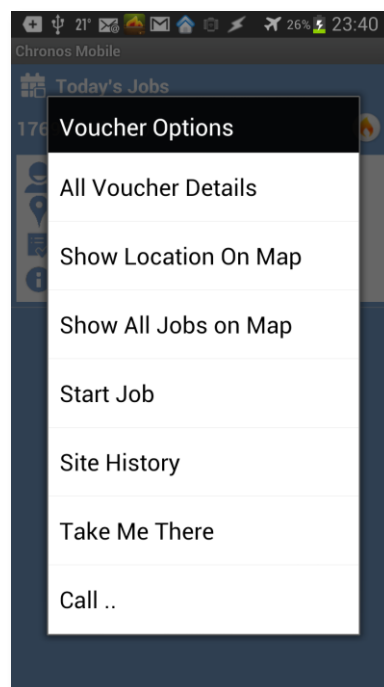 21° 26% 23:40
Chronos Mobile
Today's Jobs
176
Voucher Options
All Voucher Details
Show Location On Map
Show All Jobs on Map
Start Job
Site History
Take Me There
Call ..